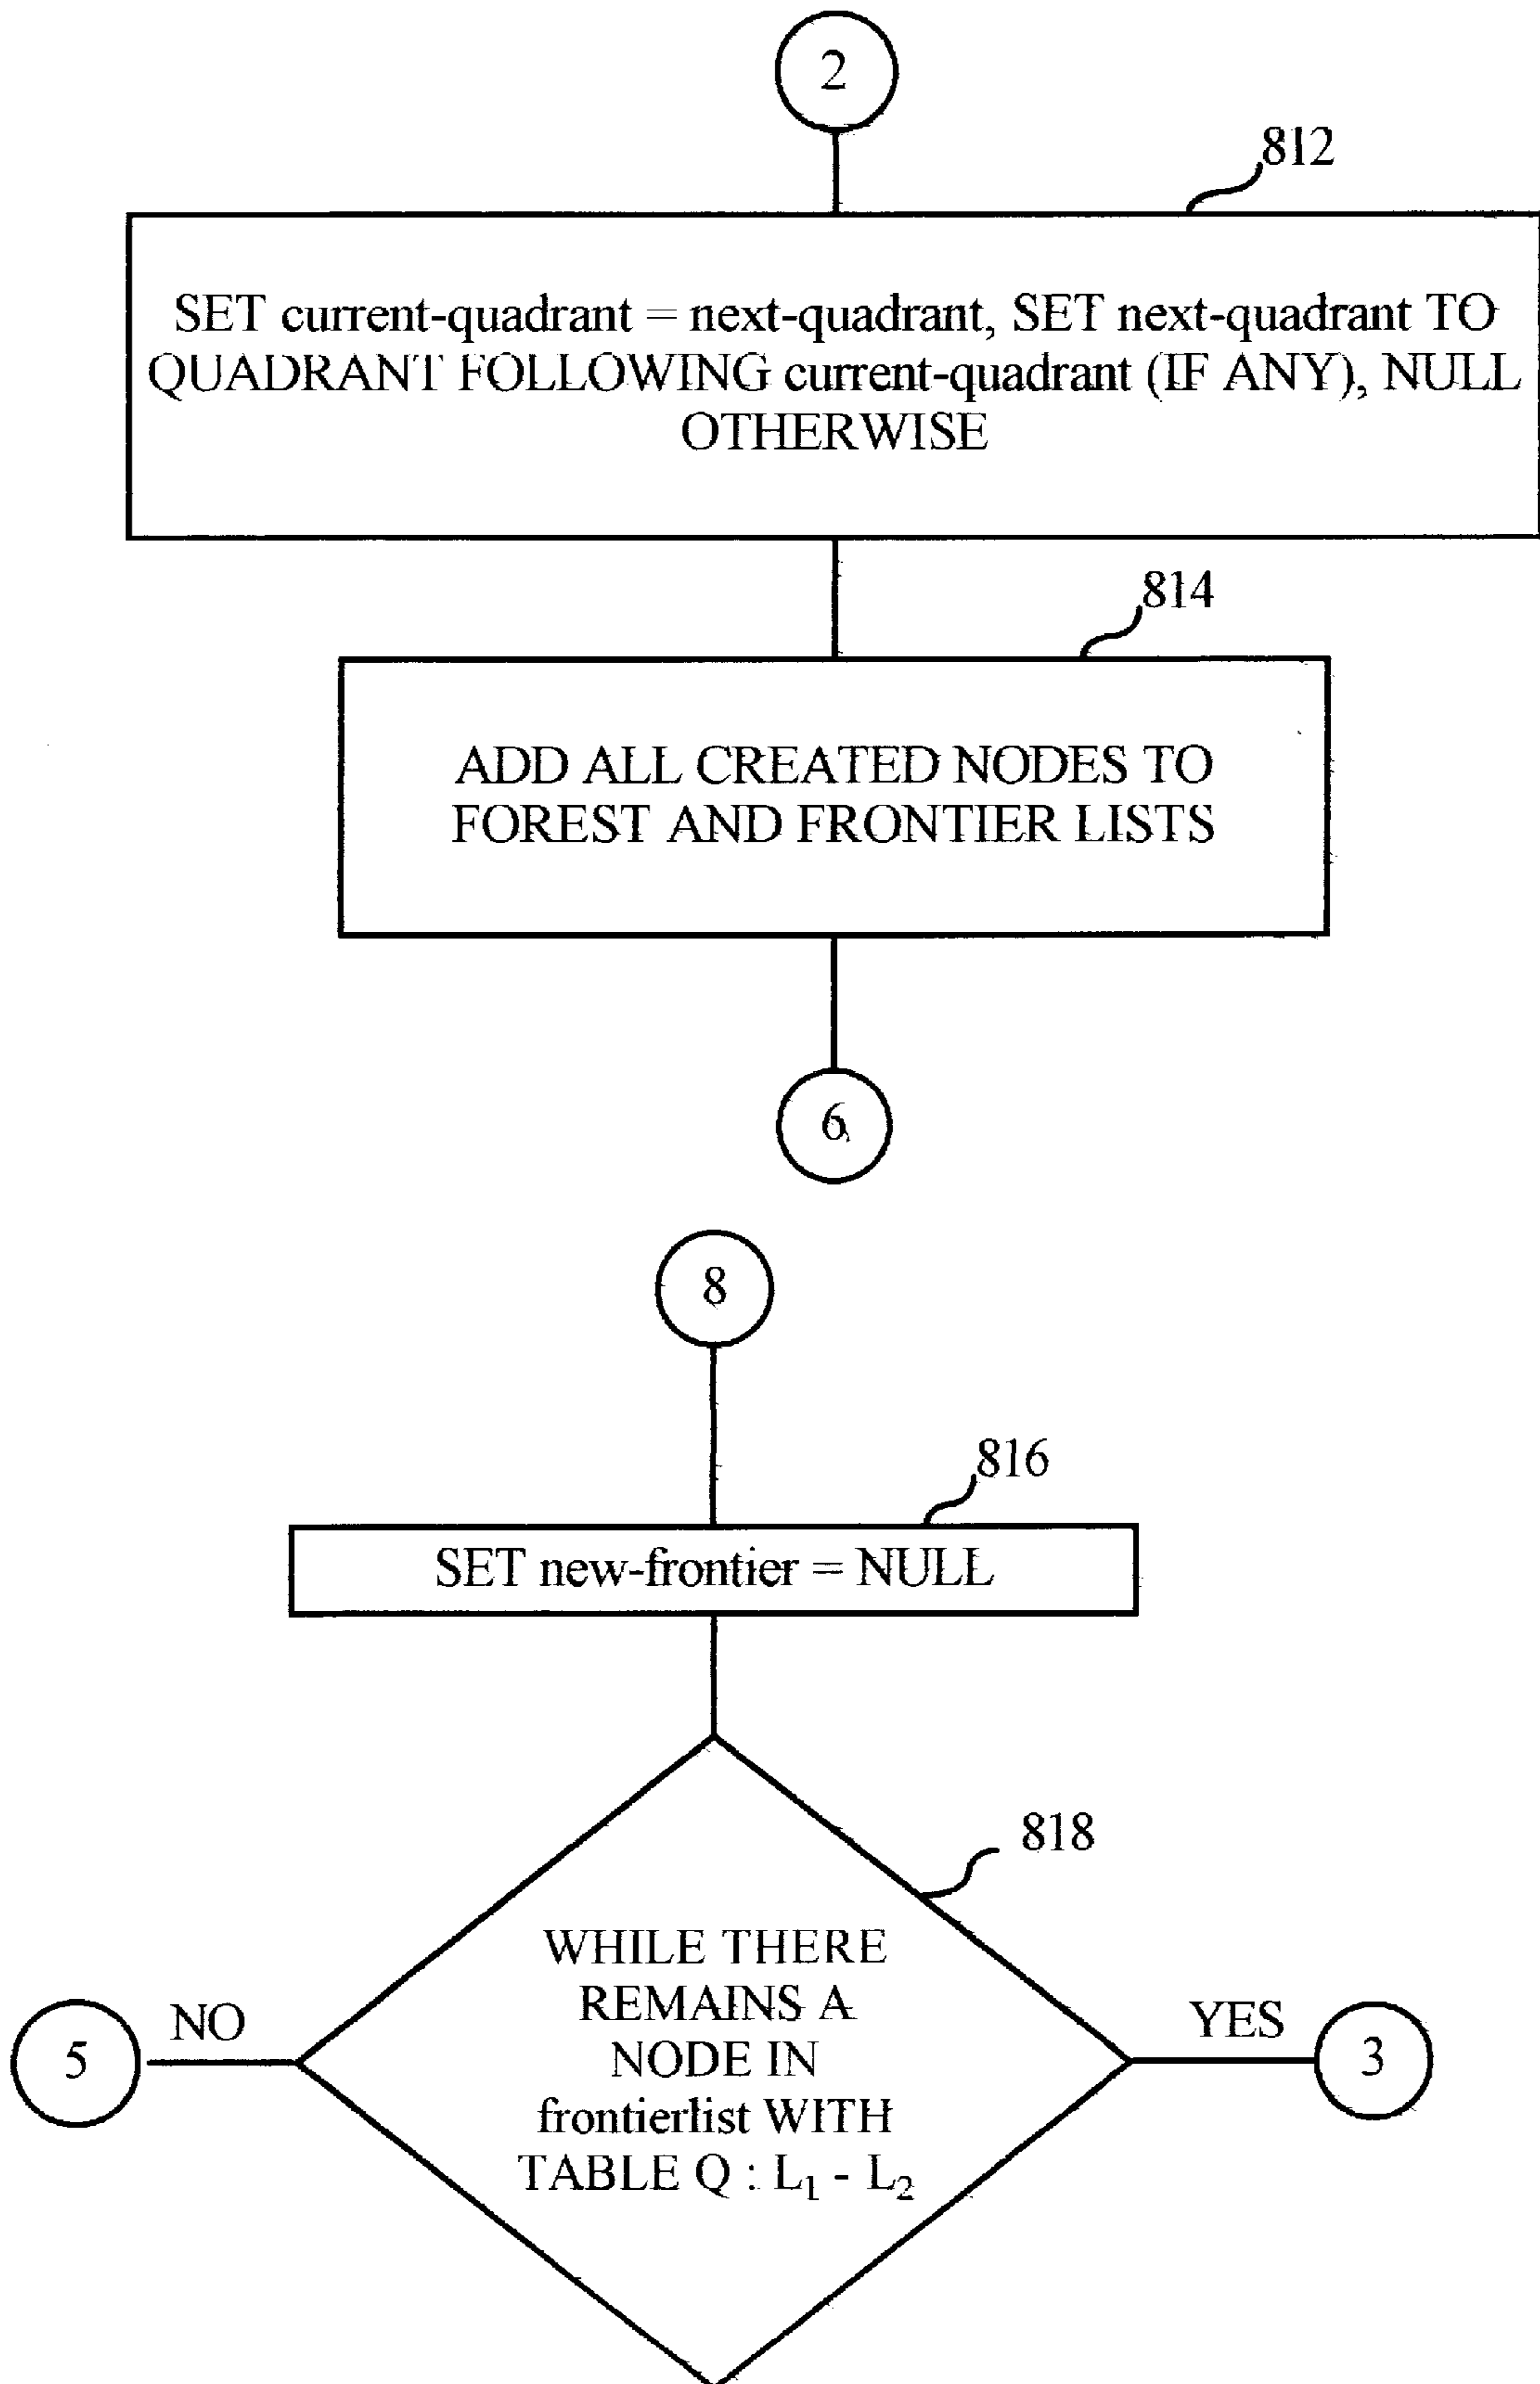 2
812
SET current-quadrant = next-quadrant, SET next-quadrant TO
QUADRANT FOLLOWING current-quadrant (IF ANY), NULL
OTHERWISE
814
ADD ALL CREATED NODES TO
FOREST AND FRONTIER LISTS
6
8
816
SET new-frontier = NULL
818
WHILE THERE
REMAINS A
NODE IN
frontierlist WITH
TABLE Q : L₁ - L₂
NO
5
YES
3